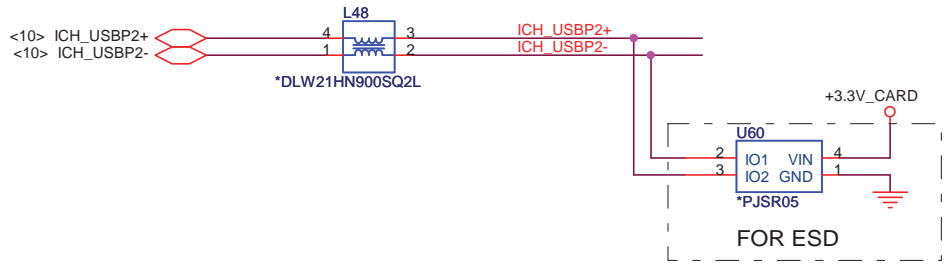 L48
<10> ICH_USBP2+ 4 3 ICH_USBP2+
<10> ICH_USBP2- 1 2 ICH_USBP2-
*DLW21HN900SQ2L
+3.3V_CARD
U60
2 IO1 VIN 4
3 IO2 GND 1
*PJSR05
FOR ESD